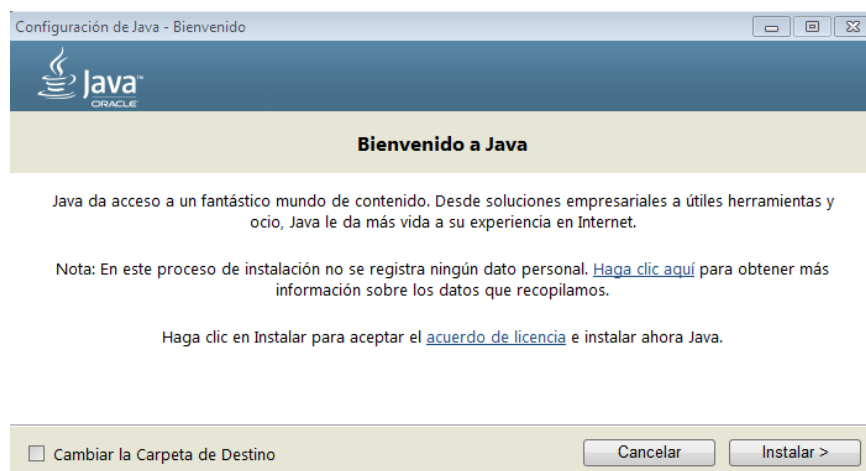 Configuración de Java - Bienvenido
Java™
ORACLE
Bienvenido a Java
Java da acceso a un fantástico mundo de contenido. Desde soluciones empresariales a útiles herramientas y
ocio, Java le da más vida a su experiencia en Internet.
Nota: En este proceso de instalación no se registra ningún dato personal. Haga clic aquí para obtener más
información sobre los datos que recopilamos.
Haga clic en Instalar para aceptar el acuerdo de licencia e instalar ahora Java.
Cambiar la Carpeta de Destino
Cancelar
Instalar >